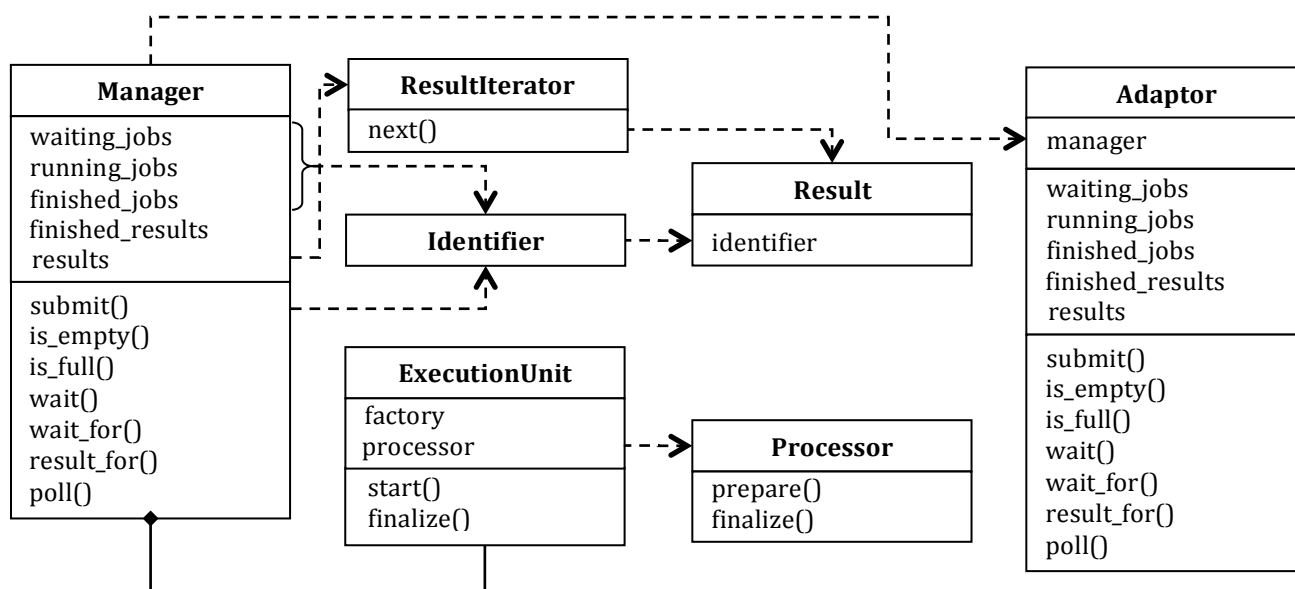 Manager
waiting_jobs
running_jobs
finished_jobs
finished_results
results
submit()
is_empty()
is_full()
wait()
wait_for()
result_for()
poll()
ResultIterator
next()
Identifier
Result
identifier
ExecutionUnit
factory
processor
start()
finalize()
Processor
prepare()
finalize()
Adaptor
manager
waiting_jobs
running_jobs
finished_jobs
finished_results
results
submit()
is_empty()
is_full()
wait()
wait_for()
result_for()
poll()